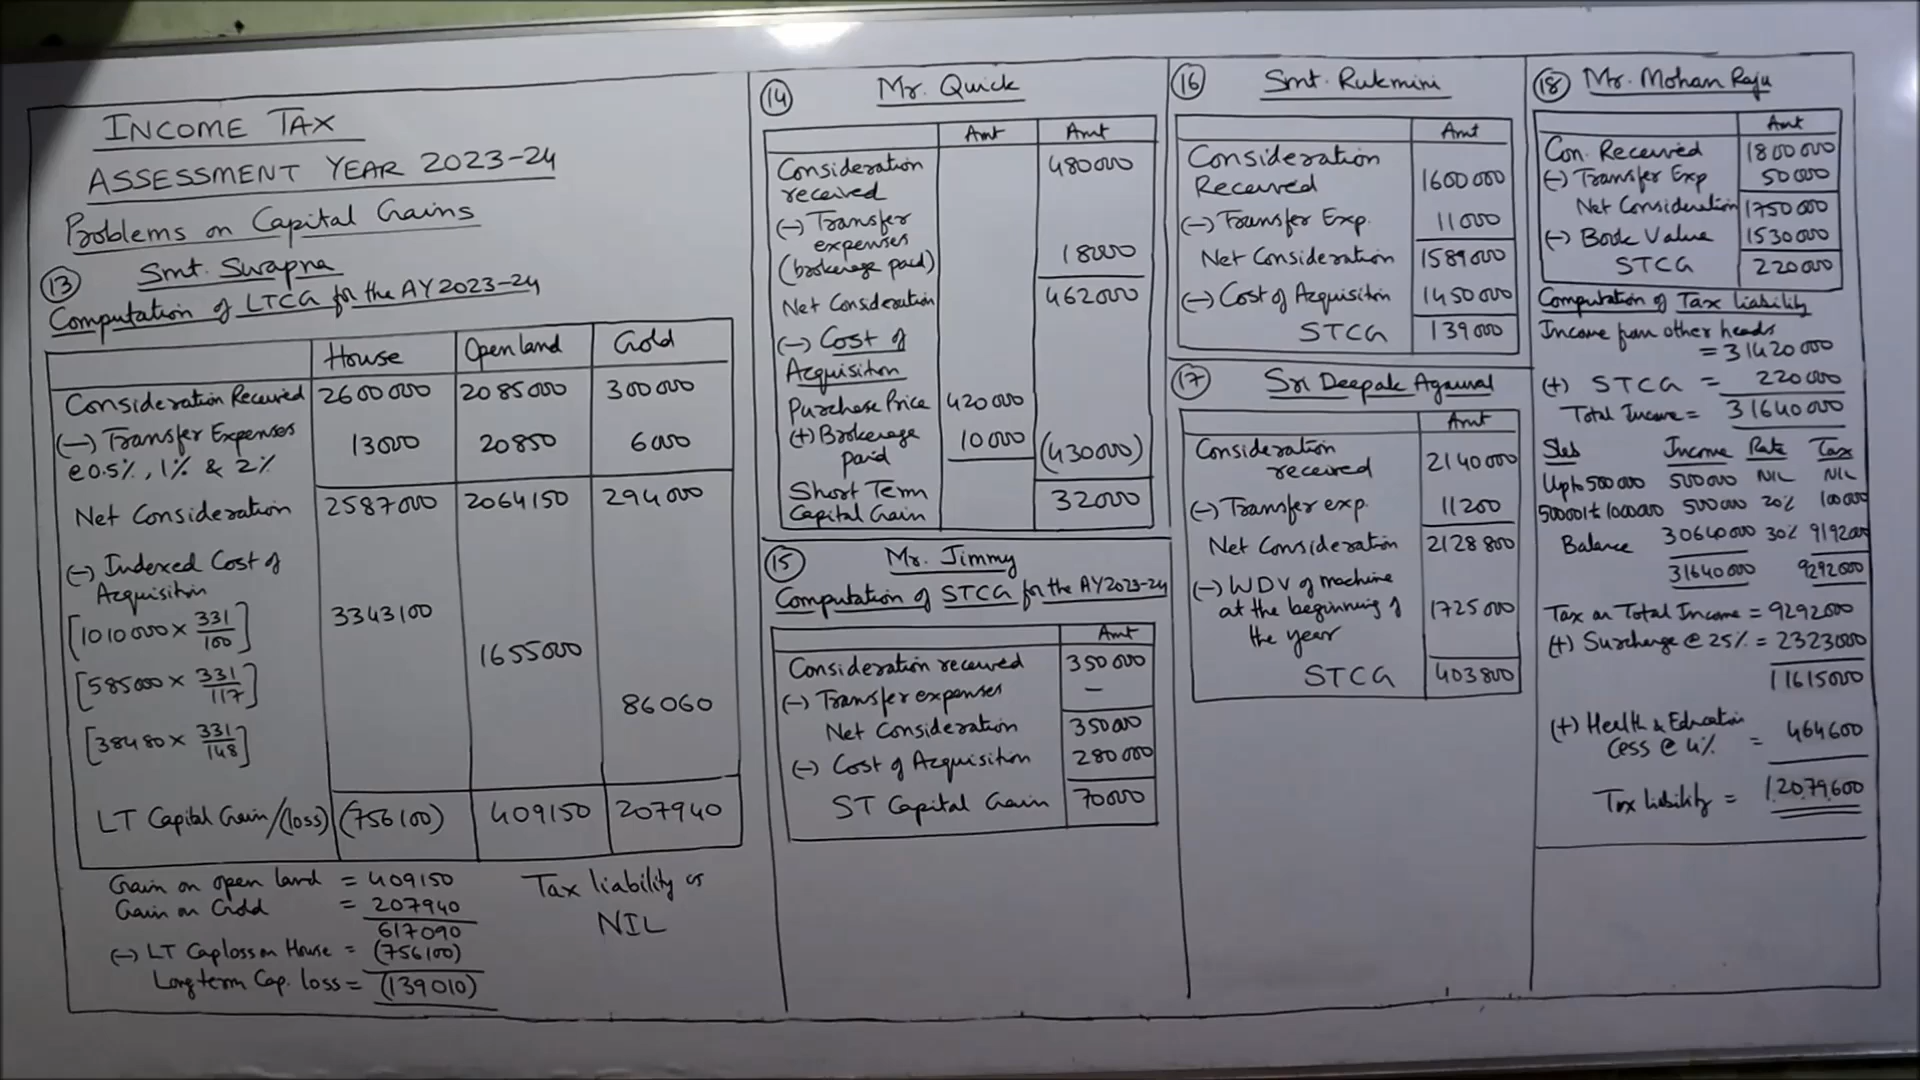 INCOME TAX
ASSESSMENT YEAR 2023-24
Problems on Capital Gains
13 Smt. Swapna
Computation of LTCG for the AY 2023-24
House Open land Gold
Consideration Received 2600000 2085000 300000
(-) Transfer Expenses
@ 0.5%, 1% & 2% 13000 20850 6000
Net Consideration 2587000 2064150 294000
(-) Indexed Cost of
Acquisition
[1010000 × 331/100] 3343100
[585000 × 331/117] 1655000
[38480 × 331/148] 86060
LT Capital Gain/(loss) (756100) 409150 207940
Gain on open land = 409150
Gain on Gold = 207940
617090
(-) LT Cap loss on House = (756100)
Long term Cap. loss = (139010)
Tax liability is
NIL
14 Mr. Quick
Amt Amt
Consideration
received 480000
(-) Transfer
expenses
(brokerage paid) 18000
Net Consideration 462000
(-) Cost of
Acquisition
Purchase Price 420000
(+) Brokerage
paid 10000 (430000)
Short Term
Capital Gain 32000
15 Mr. Jimmy
Computation of STCG for the AY 2023-24
Amt
Consideration received 350000
(-) Transfer expenses -
Net Consideration 350000
(-) Cost of Acquisition 280000
ST Capital Gain 70000
16 Smt. Rukmini
Amt
Consideration
Received 1600000
(-) Transfer Exp. 11000
Net Consideration 1589000
(-) Cost of Acquisition 1450000
STCG 139000
17 Sri Deepak Agarwal
Amt
Consideration
received 2140000
(-) Transfer exp. 11200
Net Consideration 2128800
(-) WDV of machine
at the beginning of
the year 1725000
STCG 403800
18 Mr. Mohan Raju
Amt
Con. Received 1800000
(-) Transfer Exp 50000
Net Consideration 1750000
(-) Book Value 1530000
STCG 220000
Computation of Tax liability
Income from other heads
= 31420000
(+) STCG = 220000
Total Income = 31640000
Slab Income Rate Tax
Upto 500000 500000 NIL NIL
500001 to 1000000 500000 20% 100000
Balance 30640000 30% 9192000
31640000 9292000
Tax on Total Income = 9292000
(+) Surcharge @ 25% = 2323000
11615000
(+) Health & Education
Cess @ 4% = 464600
Tax liability = 12079600